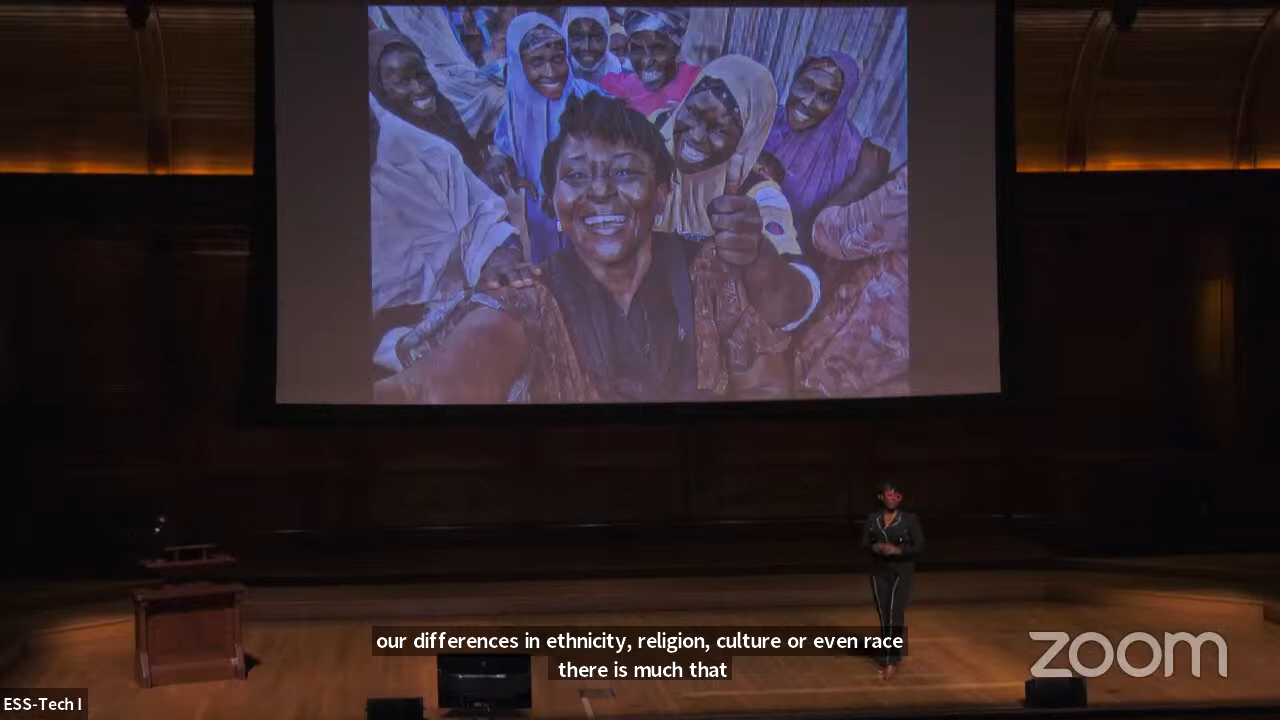 our differences in ethnicity, religion, culture or even race
there is much that
zoom
ESS-Tech I